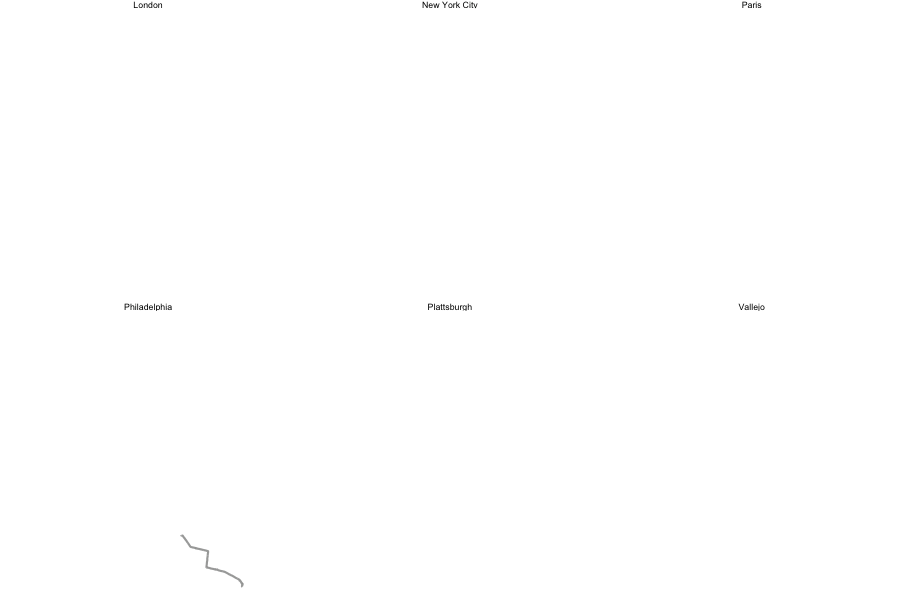 London
New York City
Paris
Philadelphia
Plattsburgh
Vallejo